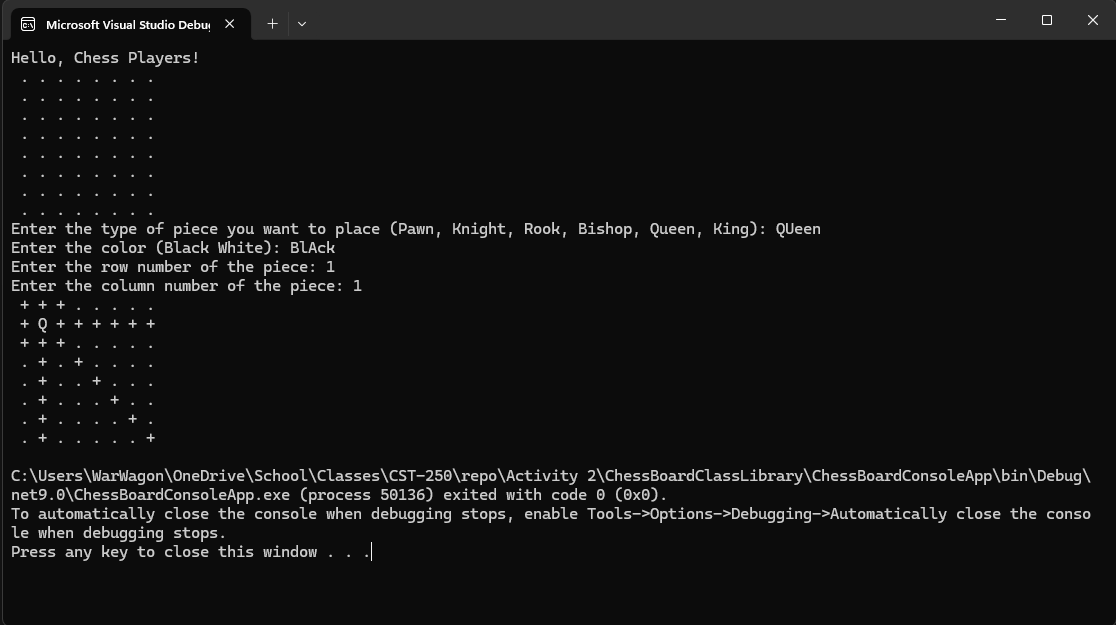 Microsoft Visual Studio Debug
Hello, Chess Players!
. . . . . . . .
. . . . . . . .
. . . . . . . .
. . . . . . . .
. . . . . . . .
. . . . . . . .
. . . . . . . .
. . . . . . . .
Enter the type of piece you want to place (Pawn, Knight, Rook, Bishop, Queen, King): QUeen
Enter the color (Black White): BlAck
Enter the row number of the piece: 1
Enter the column number of the piece: 1
+ + + . . . . .
+ Q + + + + + +
+ + + . . . . .
. + . + . . . .
. + . . + . . .
. + . . . + . .
. + . . . . + .
. + . . . . . +
C:\Users\WarWagon\OneDrive\School\Classes\CST-250\repo\Activity 2\ChessBoardClassLibrary\ChessBoardConsoleApp\bin\Debug\
net9.0\ChessBoardConsoleApp.exe (process 50136) exited with code 0 (0x0).
To automatically close the console when debugging stops, enable Tools->Options->Debugging->Automatically close the conso
le when debugging stops.
Press any key to close this window . . .